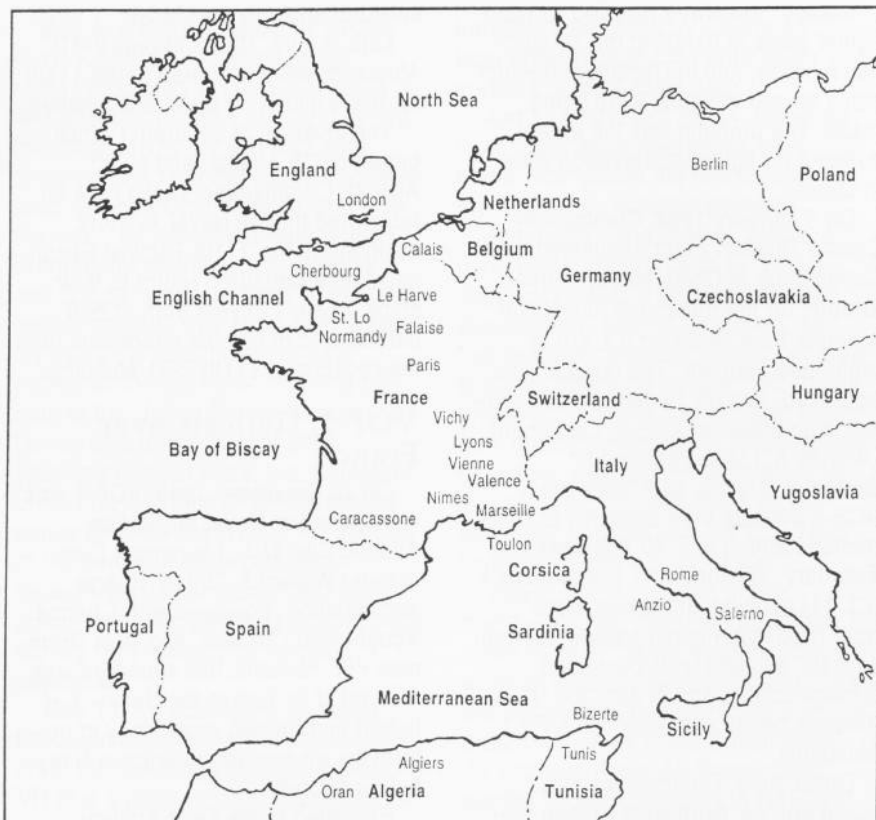 North Sea
England
London
Netherlands
Berlin
Poland
Calais
Belgium
Cherbourg
Germany
English Channel
Le Harve
Czechoslavakia
St. Lo
Normandy
Falaise
Paris
France
Switzerland
Hungary
Vichy
Lyons
Bay of Biscay
Vienne
Italy
Valence
Yugoslavia
Nimes
Marseille
Caracassone
Toulon
Corsica
Rome
Anzio
Salerno
Portugal
Spain
Sardinia
Mediterranean Sea
Bizerte
Sicily
Tunis
Algiers
Oran
Algeria
Tunisia